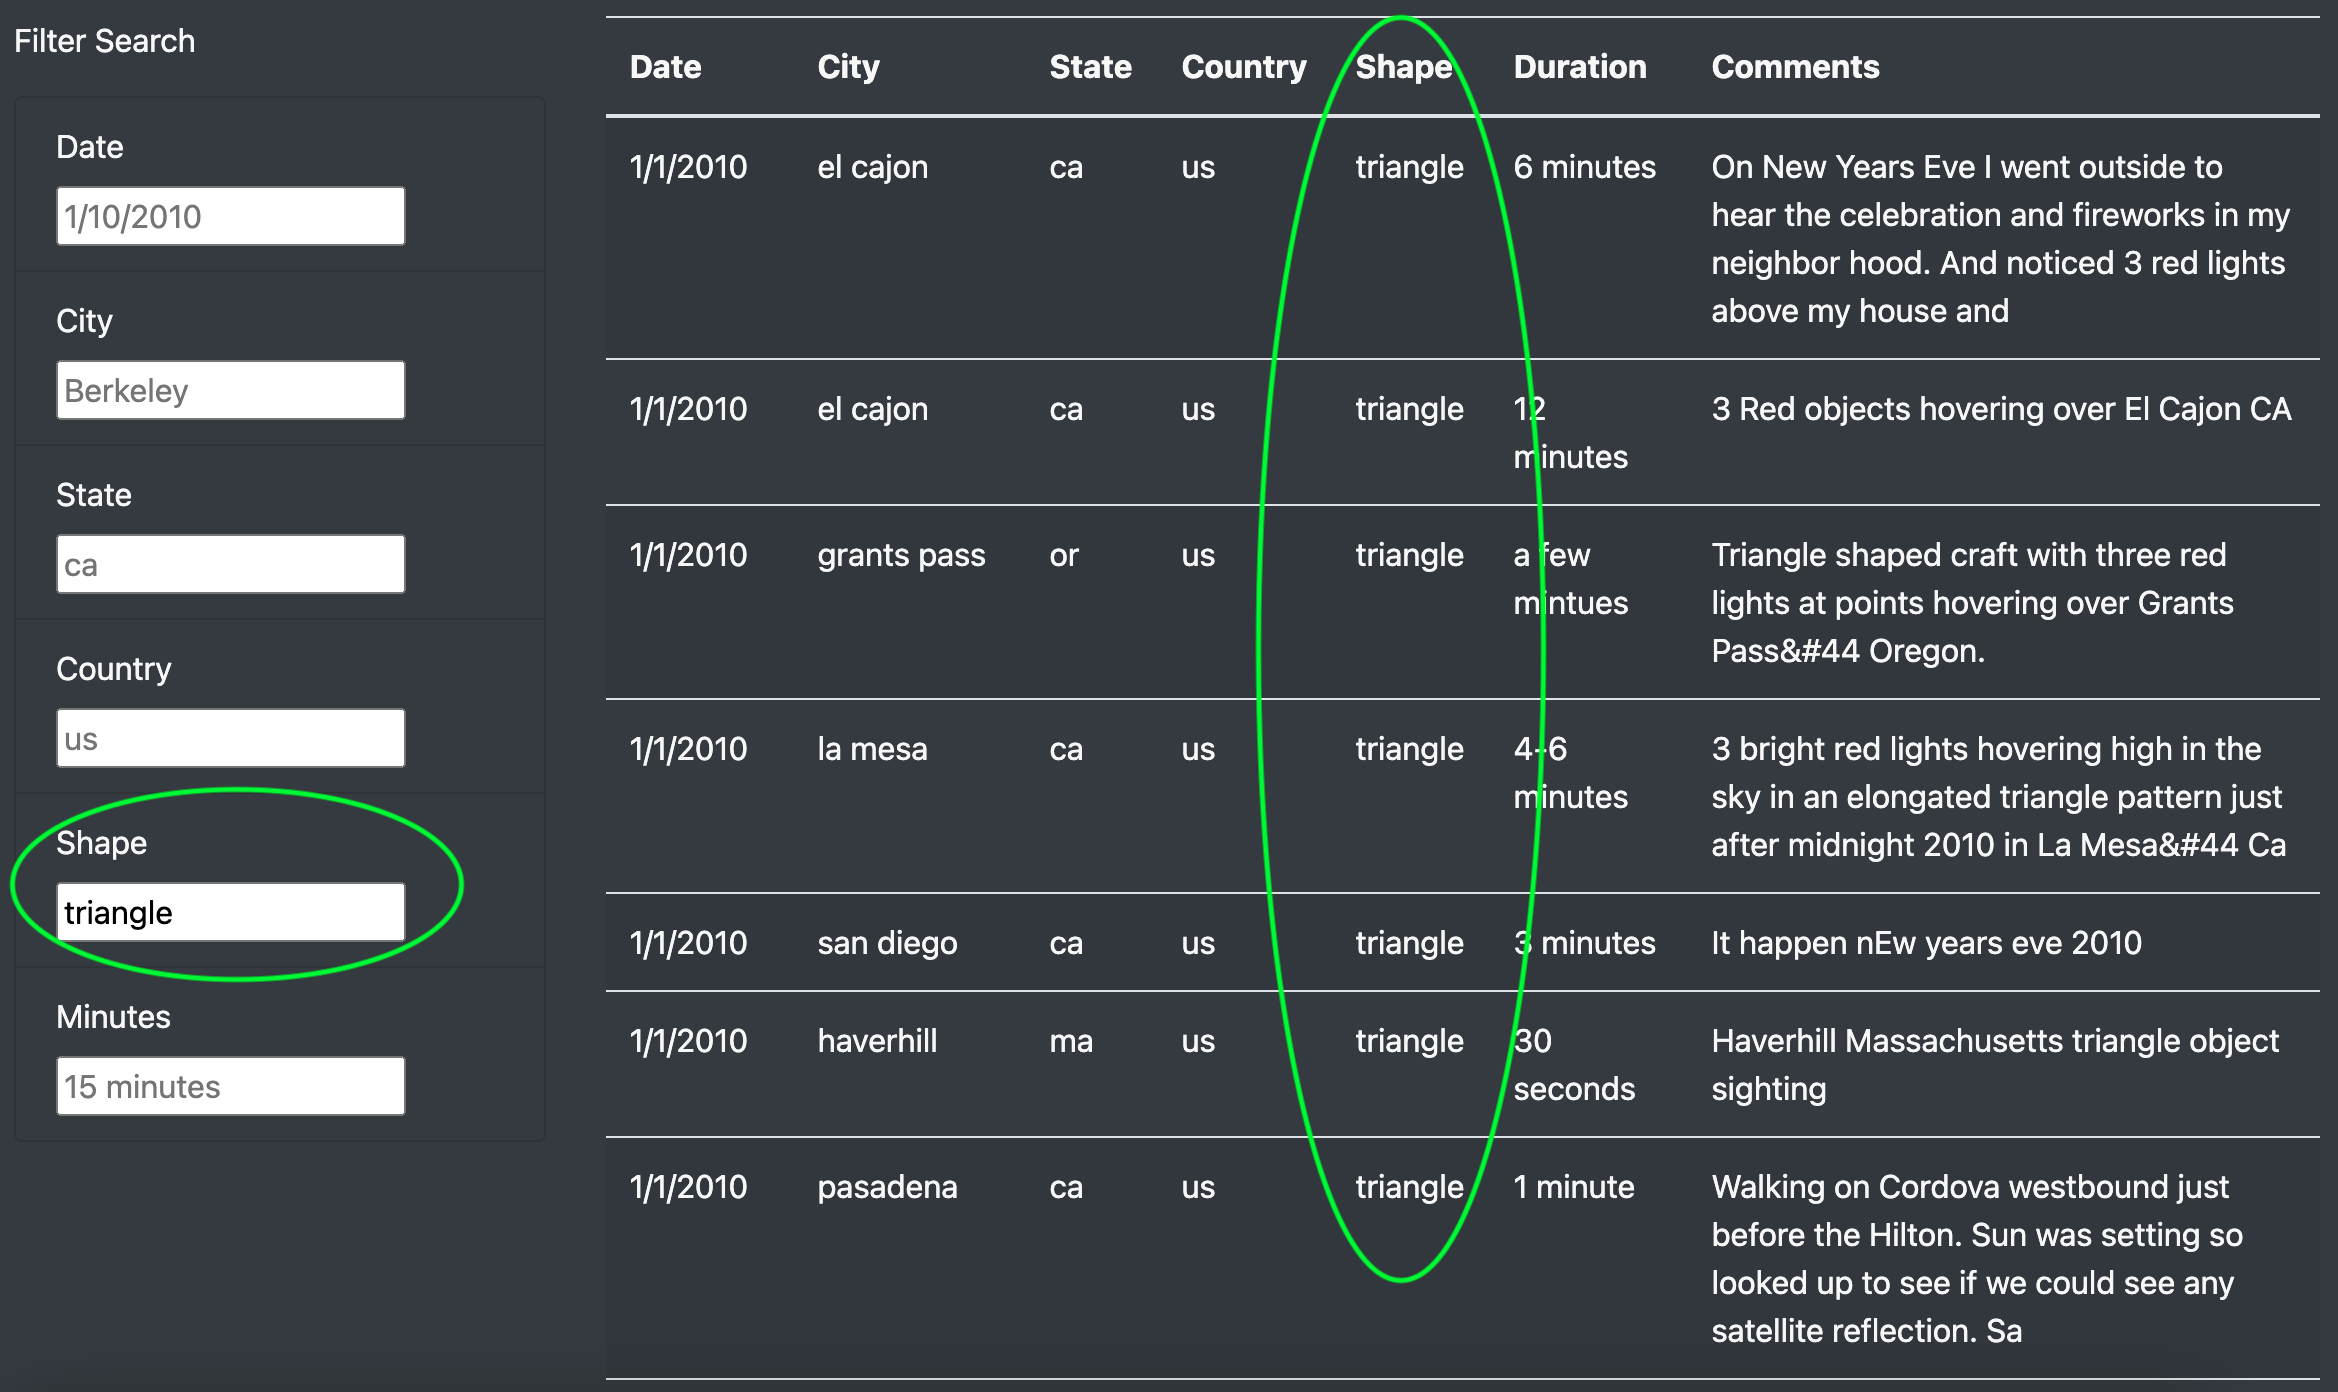 Filter Search
Date
1/10/2010
City
Berkeley
State
ca
Country
us
Shape
triangle
Minutes
15 minutes
Date City State Country Shape Duration Comments
1/1/2010 el cajon ca us triangle 6 minutes On New Years Eve I went outside to
hear the celebration and fireworks in my
neighbor hood. And noticed 3 red lights
above my house and
1/1/2010 el cajon ca us triangle 12 3 Red objects hovering over El Cajon CA
minutes
1/1/2010 grants pass or us triangle a few Triangle shaped craft with three red
mintues lights at points hovering over Grants
Pass&#44 Oregon.
1/1/2010 la mesa ca us triangle 4-6 3 bright red lights hovering high in the
minutes sky in an elongated triangle pattern just
after midnight 2010 in La Mesa&#44 Ca
1/1/2010 san diego ca us triangle 3 minutes It happen nEw years eve 2010
1/1/2010 haverhill ma us triangle 30 Haverhill Massachusetts triangle object
seconds sighting
1/1/2010 pasadena ca us triangle 1 minute Walking on Cordova westbound just
before the Hilton. Sun was setting so
looked up to see if we could see any
satellite reflection. Sa